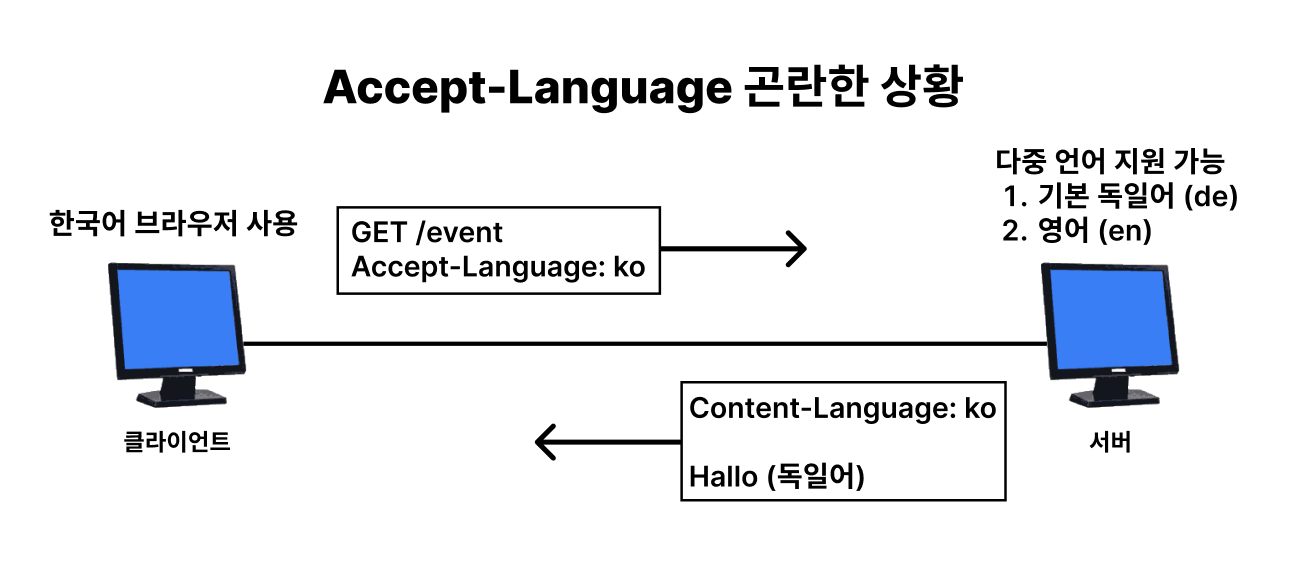 Accept-Language 곤란한 상황
다중 언어 지원 가능
1. 기본 독일어 (de)
2. 영어 (en)
한국어 브라우저 사용
GET /event
Accept-Language: ko
Content-Language: ko
Hallo (독일어)
클라이언트
서버